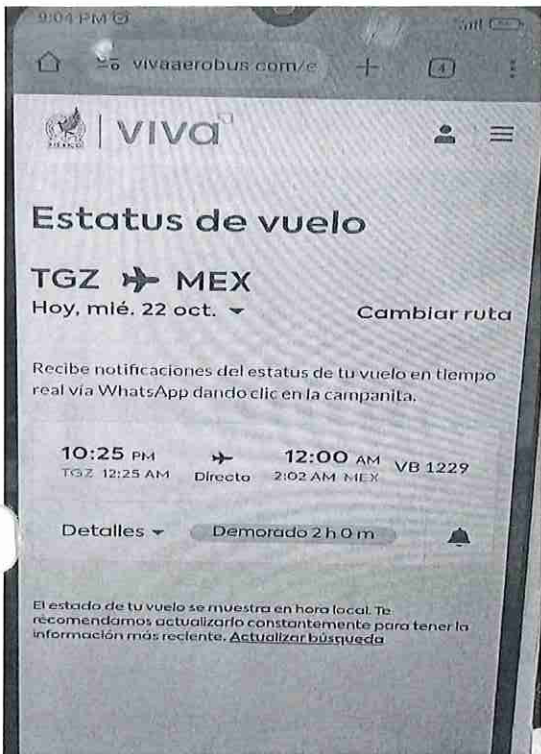 9:04 PM
vivaaerobus.com/e
4
viva
Estatus de vuelo
TGZ MEX
Hoy, mié. 22 oct.
Cambiar ruta
Recibe notificaciones del estatus de tu vuelo en tiempo
real vía WhatsApp dando clic en la campanita.
10:25 PM 12:00 AM VB 1229
TGZ 12:25 AM Directo 2:02 AM MEX
Detalles Demorado 2 h 0 m
El estado de tu vuelo se muestra en hora local. Te
recomendamos actualizarlo constantemente para tener la
información más reciente. Actualizar búsqueda